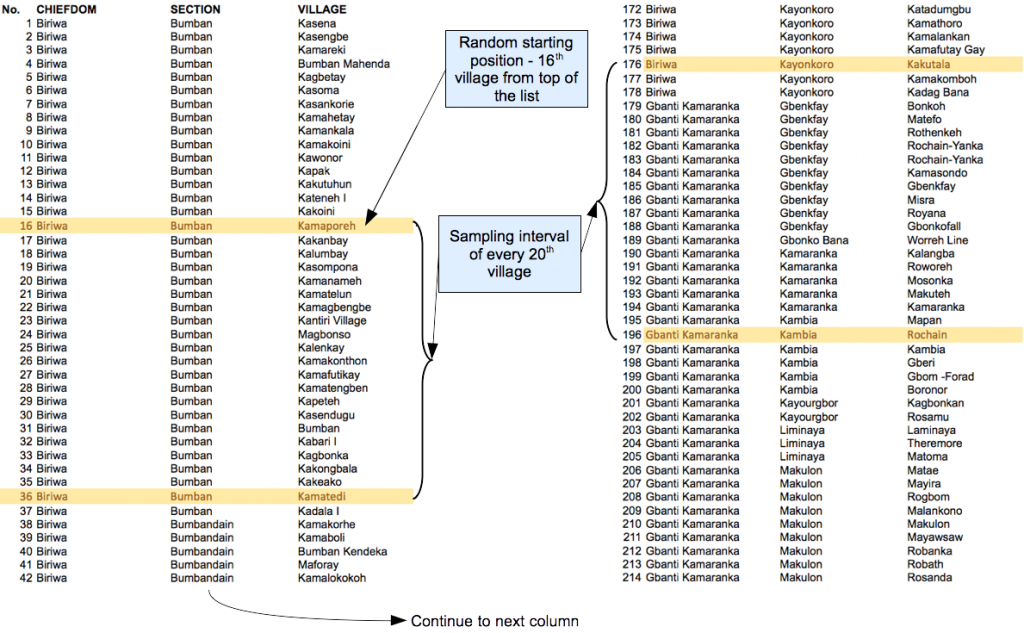 No. CHIEFDOM SECTION VILLAGE
1 Biriwa Bumban Kasena
2 Biriwa Bumban Kasengbe
3 Biriwa Bumban Kamareki
4 Biriwa Bumban Bumban Mahenda
5 Biriwa Bumban Kagbetay
6 Biriwa Bumban Kasoma
7 Biriwa Bumban Kasankorie
8 Biriwa Bumban Kamahetay
9 Biriwa Bumban Kamankala
10 Biriwa Bumban Kamakoini
11 Biriwa Bumban Kawonor
12 Biriwa Bumban Kapak
13 Biriwa Bumban Kakutuhun
14 Biriwa Bumban Kateneh I
15 Biriwa Bumban Kakoini
16 Biriwa Bumban Kamaporeh
17 Biriwa Bumban Kakanbay
18 Biriwa Bumban Kalumbay
19 Biriwa Bumban Kasompona
20 Biriwa Bumban Kamanameh
21 Biriwa Bumban Kamatelun
22 Biriwa Bumban Kamagbengbe
23 Biriwa Bumban Kantiri Village
24 Biriwa Bumban Magbonso
25 Biriwa Bumban Kalenkay
26 Biriwa Bumban Kamakonthon
27 Biriwa Bumban Kamafutikay
28 Biriwa Bumban Kamatengben
29 Biriwa Bumban Kapeteh
30 Biriwa Bumban Kasendugu
31 Biriwa Bumban Bumban
32 Biriwa Bumban Kabari I
33 Biriwa Bumban Kagbonka
34 Biriwa Bumban Kakongbala
35 Biriwa Bumban Kakeako
36 Biriwa Bumban Kamatedi
37 Biriwa Bumban Kadala I
38 Biriwa Bumbandain Kamakorhe
39 Biriwa Bumbandain Kamaboli
40 Biriwa Bumbandain Bumban Kendeka
41 Biriwa Bumbandain Maforay
42 Biriwa Bumbandain Kamalokokoh
Continue to next column
Random starting
position - 16th
village from top of
the list
Sampling interval
of every 20th
village
172 Biriwa Kayonkoro Katadumgbu
173 Biriwa Kayonkoro Kamathoro
174 Biriwa Kayonkoro Kamalankan
175 Biriwa Kayonkoro Kamafutay Gay
176 Biriwa Kayonkoro Kakutala
177 Biriwa Kayonkoro Kamakomboh
178 Biriwa Kayonkoro Kadag Bana
179 Gbanti Kamaranka Gbenkfay Bonkoh
180 Gbanti Kamaranka Gbenkfay Matefo
181 Gbanti Kamaranka Gbenkfay Rothenkeh
182 Gbanti Kamaranka Gbenkfay Rochain-Yanka
183 Gbanti Kamaranka Gbenkfay Rochain-Yanka
184 Gbanti Kamaranka Gbenkfay Kamasondo
185 Gbanti Kamaranka Gbenkfay Gbenkfay
186 Gbanti Kamaranka Gbenkfay Misra
187 Gbanti Kamaranka Gbenkfay Royana
188 Gbanti Kamaranka Gbenkfay Gbonkofall
189 Gbanti Kamaranka Gbonko Bana Worreh Line
190 Gbanti Kamaranka Kamaranka Kalangba
191 Gbanti Kamaranka Kamaranka Roworeh
192 Gbanti Kamaranka Kamaranka Mosonka
193 Gbanti Kamaranka Kamaranka Makuteh
194 Gbanti Kamaranka Kamaranka Kamaranka
195 Gbanti Kamaranka Kambia Mapan
196 Gbanti Kamaranka Kambia Rochain
197 Gbanti Kamaranka Kambia Kambia
198 Gbanti Kamaranka Kambia Gberi
199 Gbanti Kamaranka Kambia Gbom -Forad
200 Gbanti Kamaranka Kambia Boronor
201 Gbanti Kamaranka Kayourgbor Kagbonkan
202 Gbanti Kamaranka Kayourgbor Rosamu
203 Gbanti Kamaranka Liminaya Laminaya
204 Gbanti Kamaranka Liminaya Theremore
205 Gbanti Kamaranka Liminaya Matoma
206 Gbanti Kamaranka Makulon Matae
207 Gbanti Kamaranka Makulon Mayira
208 Gbanti Kamaranka Makulon Rogbom
209 Gbanti Kamaranka Makulon Malankono
210 Gbanti Kamaranka Makulon Makulon
211 Gbanti Kamaranka Makulon Mayawsaw
212 Gbanti Kamaranka Makulon Robanka
213 Gbanti Kamaranka Makulon Robath
214 Gbanti Kamaranka Makulon Rosanda